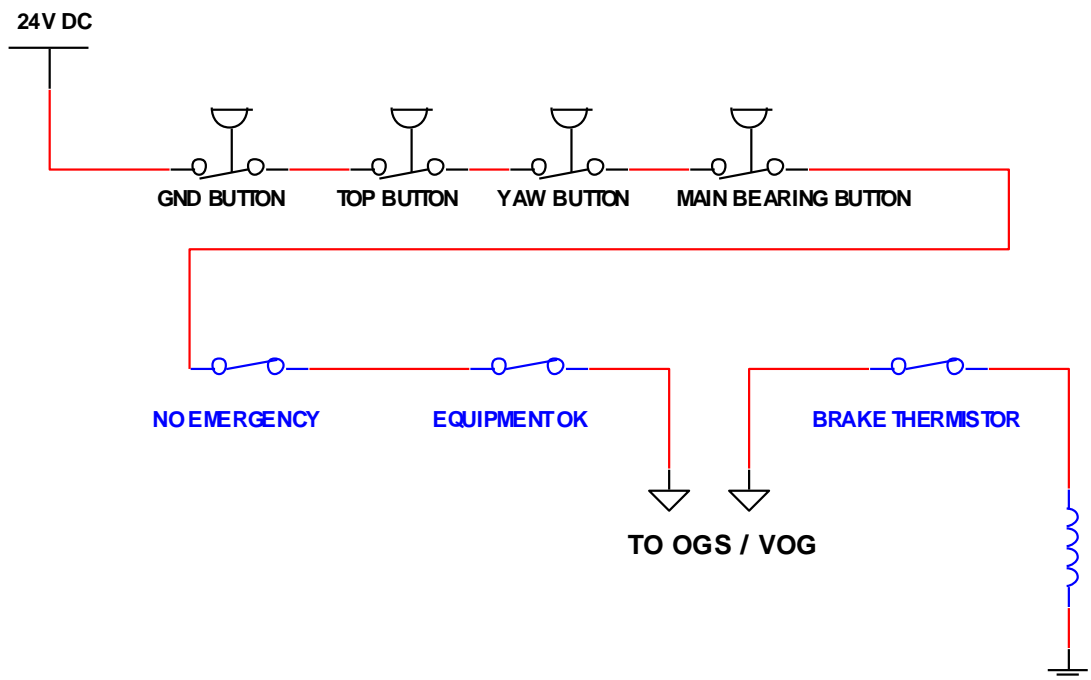 24V DC
GND BUTTON TOP BUTTON YAW BUTTON MAIN BEARING BUTTON
NO EMERGENCY EQUIPMENT OK BRAKE THERMISTOR
TO OGS / VOG